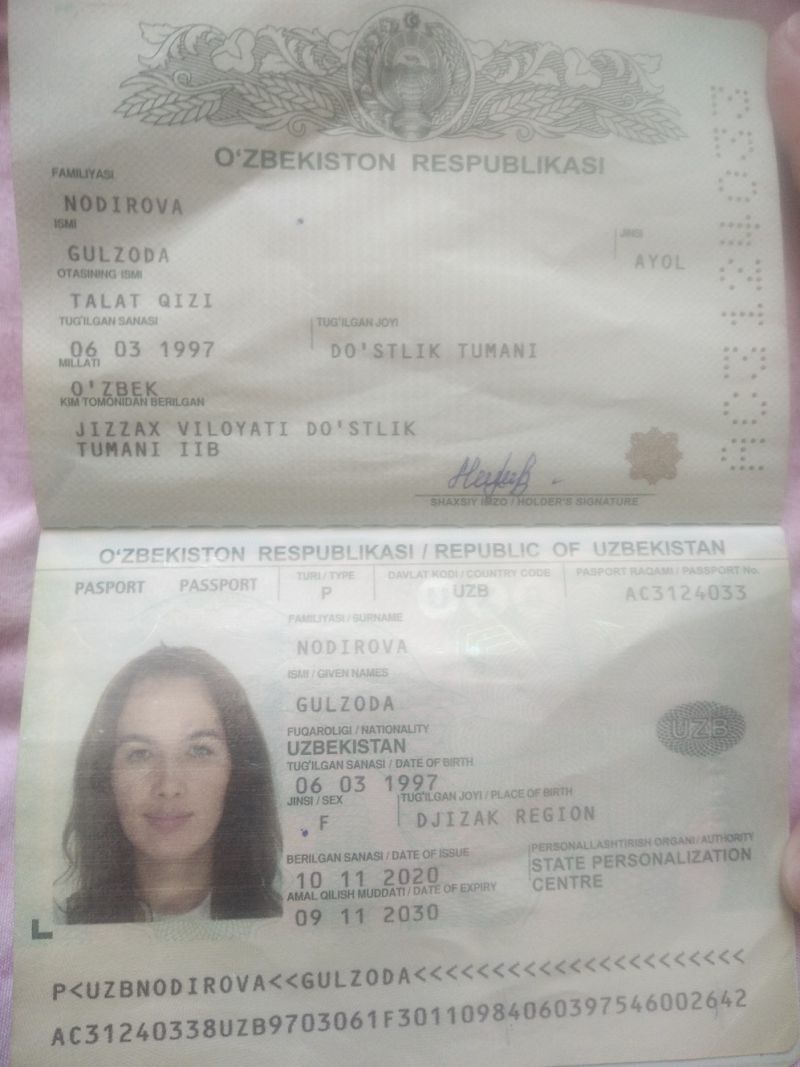 O'ZBEKISTON RESPUBLIKASI
FAMILIYASI
NODIROVA
ISMI
GULZODA
JINSI
AYOL
OTASINING ISMI
TALAT QIZI
TUG'ILGAN SANASI
06 03 1997
TUG'ILGAN JOYI
DO'STLIK TUMANI
MILLATI
O'ZBEK
KIM TOMONIDAN BERILGAN
JIZZAX VILOYATI DO'STLIK
TUMANI IIB
SHAXSIY IMZO / HOLDER'S SIGNATURE
AC3124033
O'ZBEKISTON RESPUBLIKASI / REPUBLIC OF UZBEKISTAN
PASPORT PASSPORT
TURI / TYPE
P
DAVLAT KODI / COUNTRY CODE
UZB
PASPORT RAQAMI / PASSPORT No.
AC3124033
FAMILIYASI / SURNAME
NODIROVA
ISMI / GIVEN NAMES
GULZODA
FUQAROLIGI / NATIONALITY
UZBEKISTAN
UZB
TUG'ILGAN SANASI / DATE OF BIRTH
06 03 1997
JINSI / SEX
F
TUG'ILGAN JOYI / PLACE OF BIRTH
DJIZAK REGION
BERILGAN SANASI / DATE OF ISSUE
10 11 2020
PERSONALLASHTIRISH ORGANI / AUTHORITY
STATE PERSONALIZATION
CENTRE
AMAL QILISH MUDDATI / DATE OF EXPIRY
09 11 2030
P<UZBNODIROVA<<GULZODA<<<<<<<<<<<<<<<<<<<<<<
AC31240338UZB9703061F30110984060397546002642